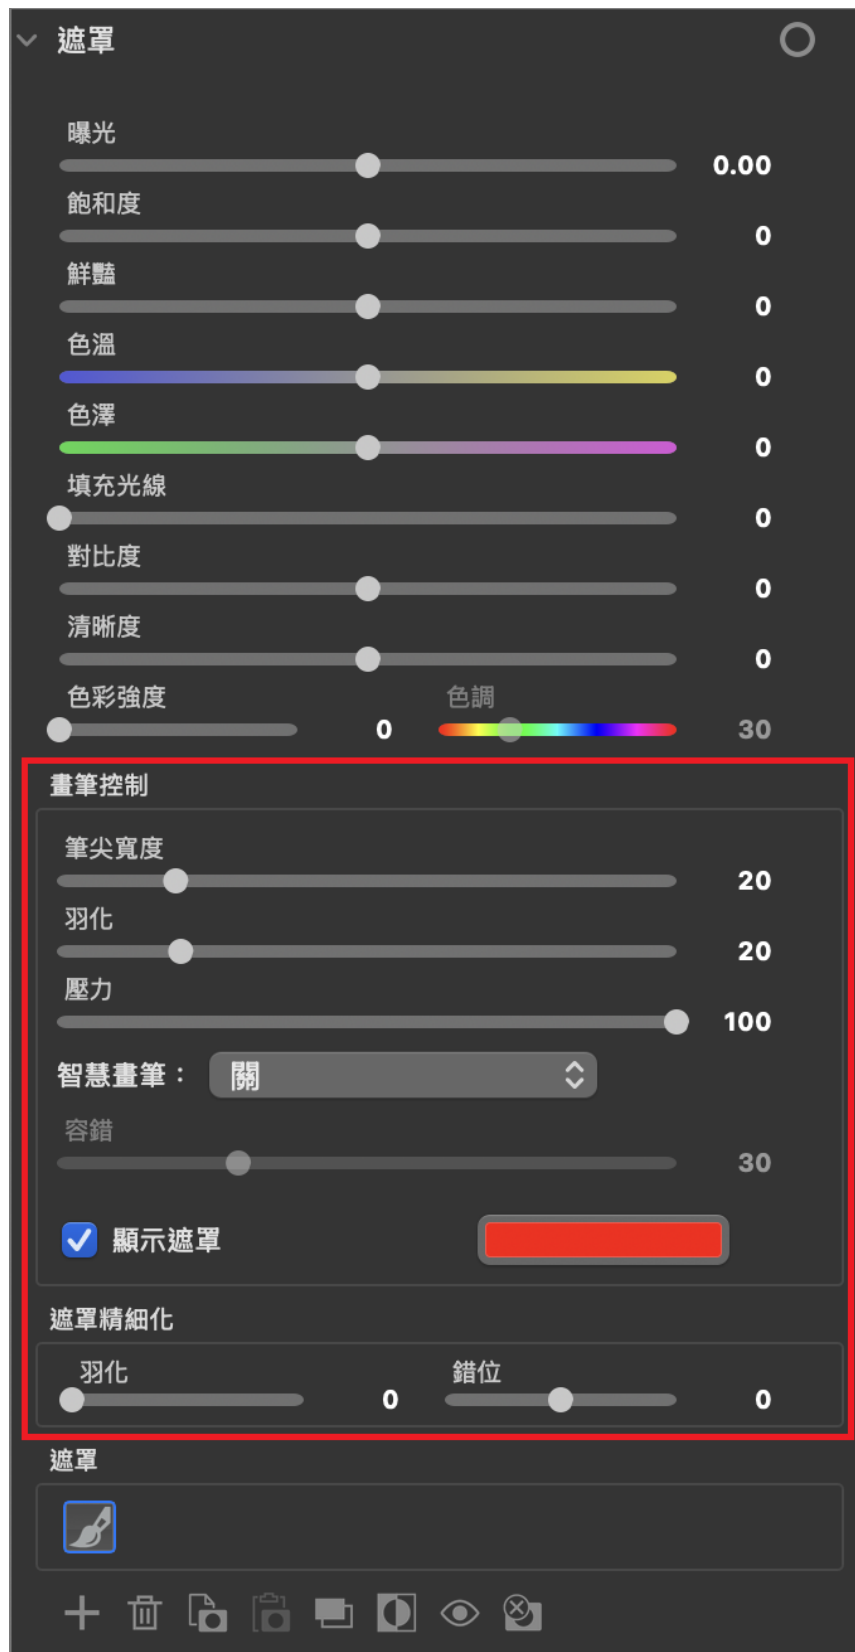 遮罩
曝光
0.00
飽和度
0
鮮豔
0
色溫
0
色澤
0
填充光線
0
對比度
0
清晰度
0
色彩強度 色調
0 30
畫筆控制
筆尖寬度
20
羽化
20
壓力
100
智慧畫筆： 關
容錯
30
顯示遮罩
遮罩精細化
羽化 錯位
0 0
遮罩